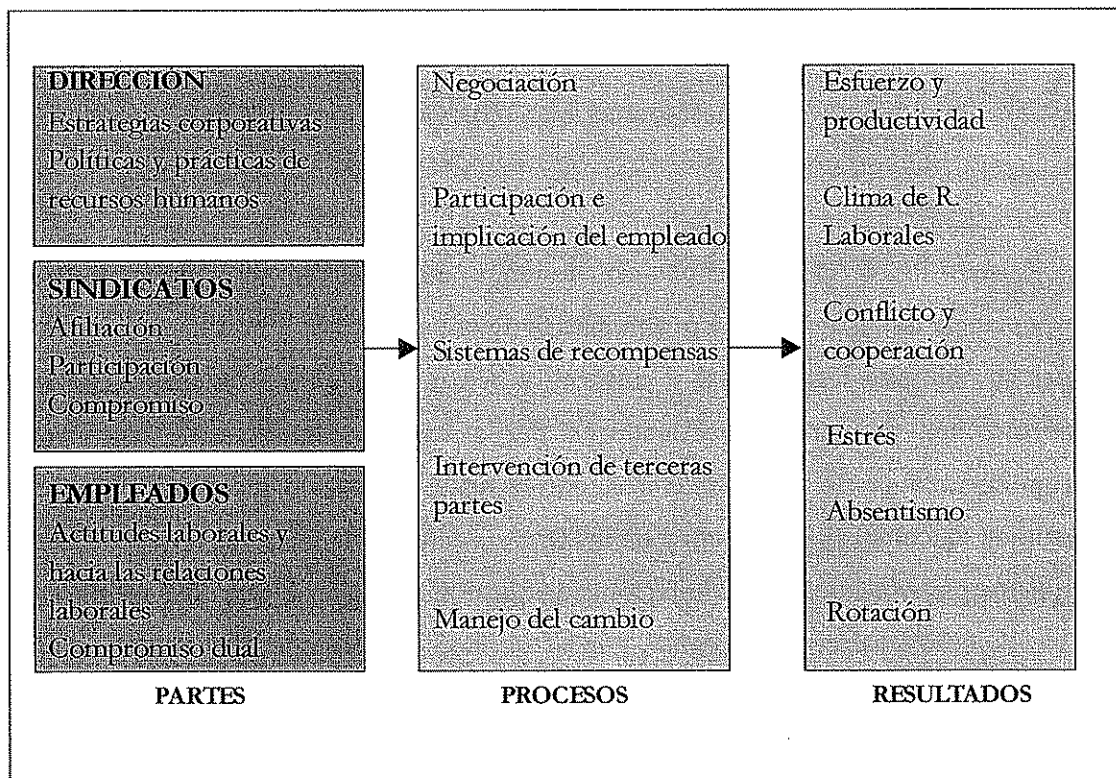 DIRECCIÓN
Estrategias corporativas
Políticas y prácticas de
recursos humanos
SINDICATOS
Afiliación
Participación
Compromiso
EMPLEADOS
Actitudes laborales y
hacia las relaciones
laborales
Compromiso dual
PARTES
Negociación
Participación e
implicación del empleado
Sistemas de recompensas
Intervención de terceras
partes
Manejo del cambio
PROCESOS
Esfuerzo y
productividad
Clima de R.
Laborales
Conflicto y
cooperación
Estrés
Absentismo
Rotación
RESULTADOS